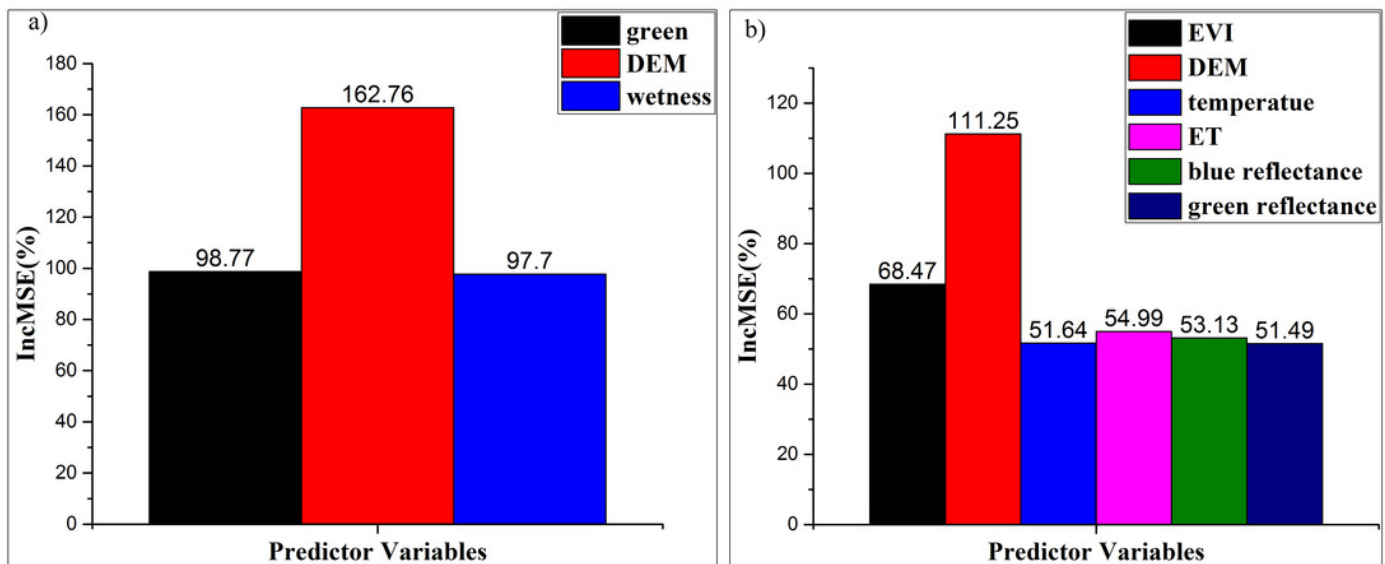 a)
green
DEM
wetness
180
160
140
120
100
80
60
40
20
0
IncMSE(%)
98.77
162.76
97.7
Predictor Variables
b)
EVI
DEM
temperatue
ET
blue reflectance
green reflectance
120
100
80
60
40
20
0
IncMSE(%)
68.47
111.25
51.64
54.99
53.13
51.49
Predictor Variables